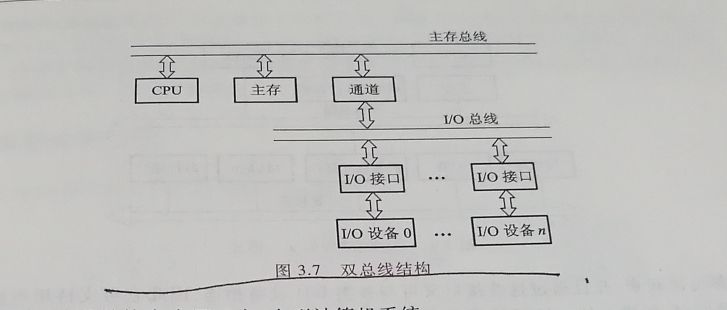 主存总线
CPU 主存 通道
I/O 总线
I/O 接口 … I/O 接口
I/O 设备 0 … I/O 设备 n
图 3.7 双总线结构